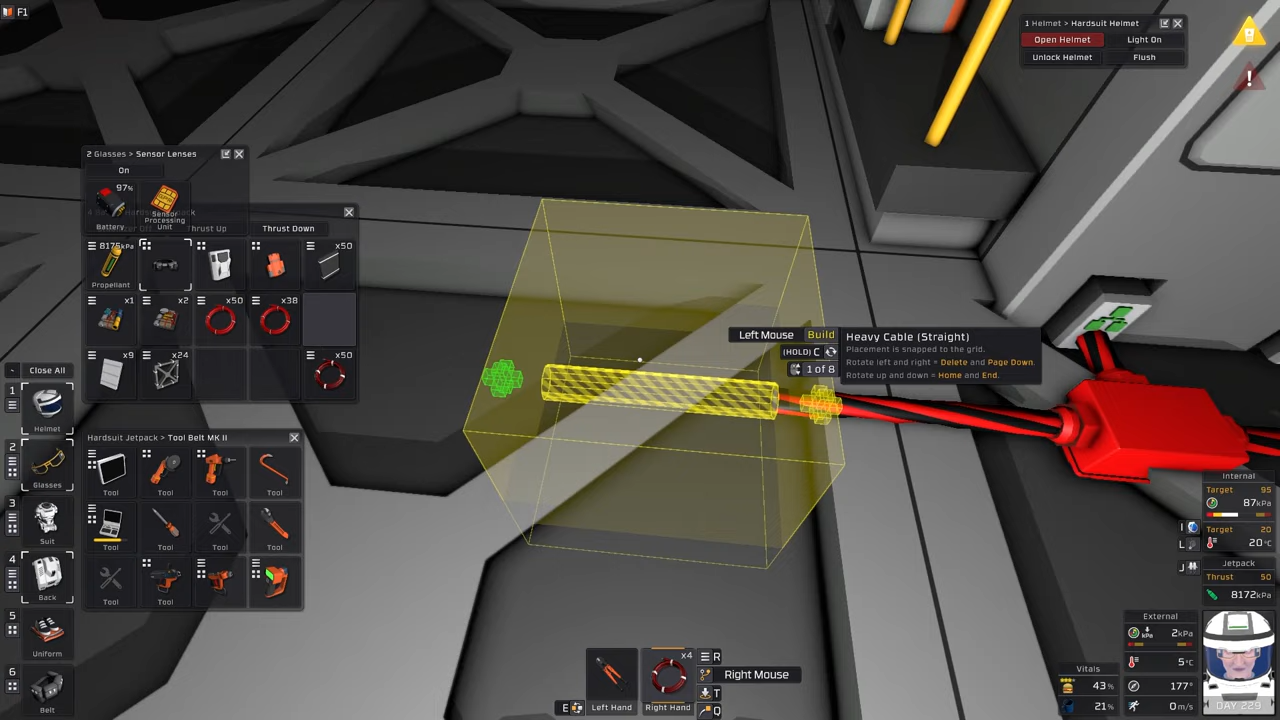 F1
1 Helmet > Hardsuit Helmet
Open Helmet
Light On
Unlock Helmet
Flush
!
2 Glasses > Sensor Lenses
On
97%
Battery
Sensor Processing Unit
Thrust Up
Thrust Down
8175kPa
Propellant
x50
x1
x2
x50
x38
x9
x24
x50
- Close All
1
Helmet
2
Glasses
3
Suit
4
Back
5
Uniform
6
Belt
Hardsuit Jetpack > Tool Belt MK II
Tool
Tool
Tool
Tool
Tool
Tool
Tool
Tool
Tool
Tool
Left Mouse Build
(HOLD) C
1 of 8
Heavy Cable (Straight)
Placement is snapped to the grid.
Rotate left and right = Delete and Page Down.
Rotate up and down = Home and End.
x4
R
Right Mouse
T
Q
E
Left Hand
Right Hand
Internal
Target 95
87kPa
Target 20
20°C
I
L
J
Jetpack
Thrust 50
8172kPa
External
kPa
2kPa
5°C
177°
0m/s
Vitals
43%
21%
DAY 229